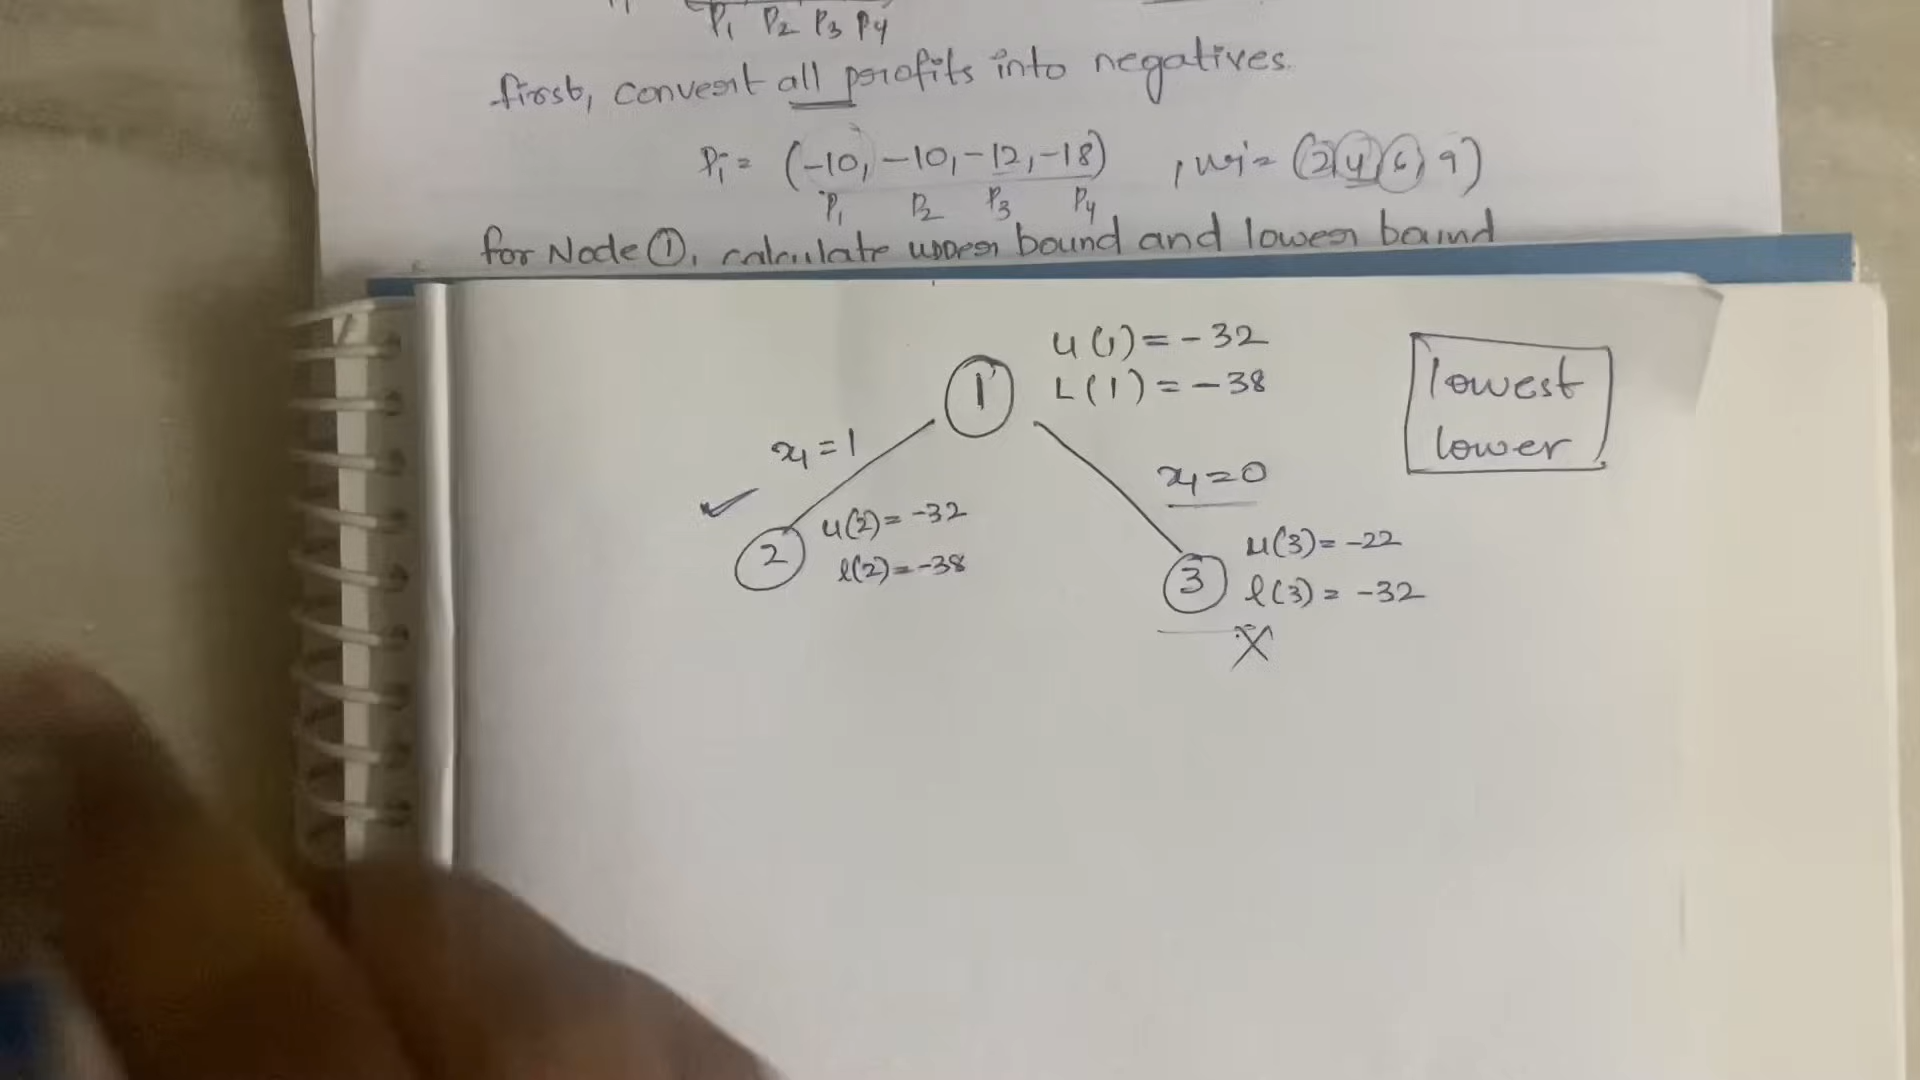 P₁ P₂ P₃ P₄
first, convert all profits into negatives.
Pᵢ = (-10, -10, -12, -18) , wᵢ = (2, 4, 6, 9)
P₁ P₂ P₃ P₄
for Node ①, calculate upper bound and lower bound
u(1) = -32
L(1) = -38
①
lowest
lower
x₁ = 1
x₁ = 0
✓
②
u(2) = -32
l(2) = -38
③
u(3) = -22
l(3) = -32
X